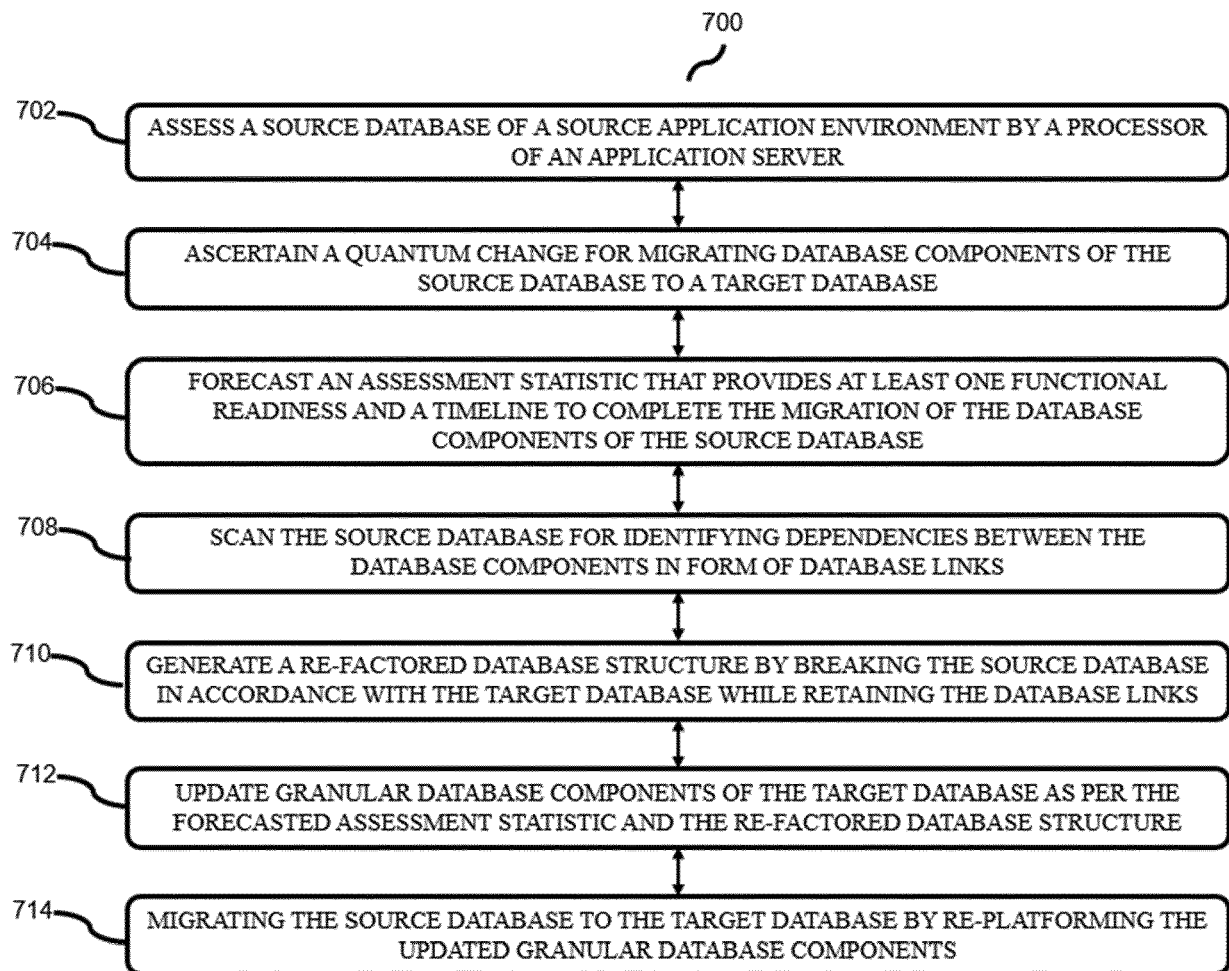 700
702
ASSESS A SOURCE DATABASE OF A SOURCE APPLICATION ENVIRONMENT BY A PROCESSOR
OF AN APPLICATION SERVER
704
ASCERTAIN A QUANTUM CHANGE FOR MIGRATING DATABASE COMPONENTS OF THE
SOURCE DATABASE TO A TARGET DATABASE
706
FORECAST AN ASSESSMENT STATISTIC THAT PROVIDES AT LEAST ONE FUNCTIONAL
READINESS AND A TIMELINE TO COMPLETE THE MIGRATION OF THE DATABASE
COMPONENTS OF THE SOURCE DATABASE
708
SCAN THE SOURCE DATABASE FOR IDENTIFYING DEPENDENCIES BETWEEN THE
DATABASE COMPONENTS IN FORM OF DATABASE LINKS
710
GENERATE A RE-FACTORED DATABASE STRUCTURE BY BREAKING THE SOURCE DATABASE
IN ACCORDANCE WITH THE TARGET DATABASE WHILE RETAINING THE DATABASE LINKS
712
UPDATE GRANULAR DATABASE COMPONENTS OF THE TARGET DATABASE AS PER THE
FORECASTED ASSESSMENT STATISTIC AND THE RE-FACTORED DATABASE STRUCTURE
714
MIGRATING THE SOURCE DATABASE TO THE TARGET DATABASE BY RE-PLATFORMING THE
UPDATED GRANULAR DATABASE COMPONENTS